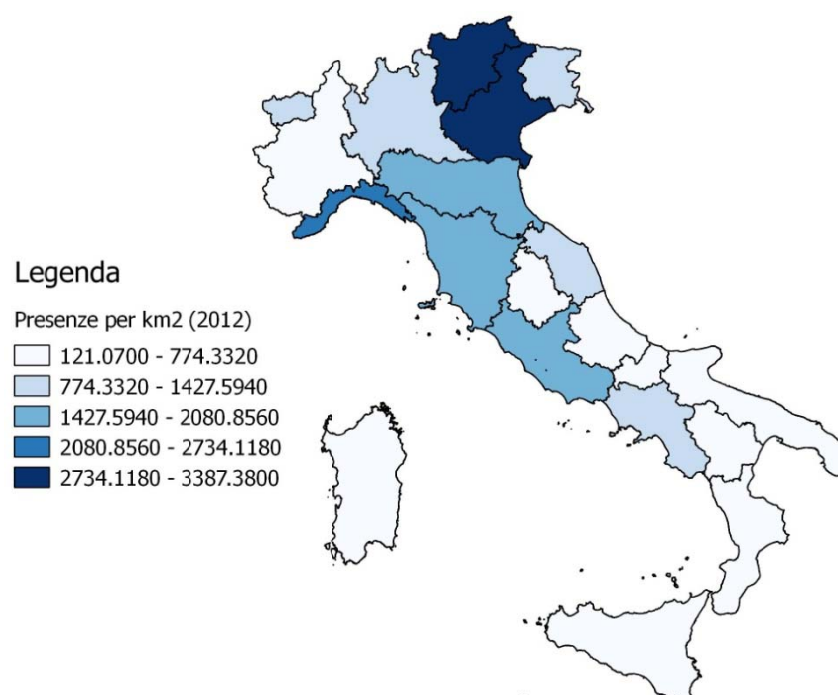 Legenda
Presenze per km2 (2012)
121.0700 - 774.3320
774.3320 - 1427.5940
1427.5940 - 2080.8560
2080.8560 - 2734.1180
2734.1180 - 3387.3800